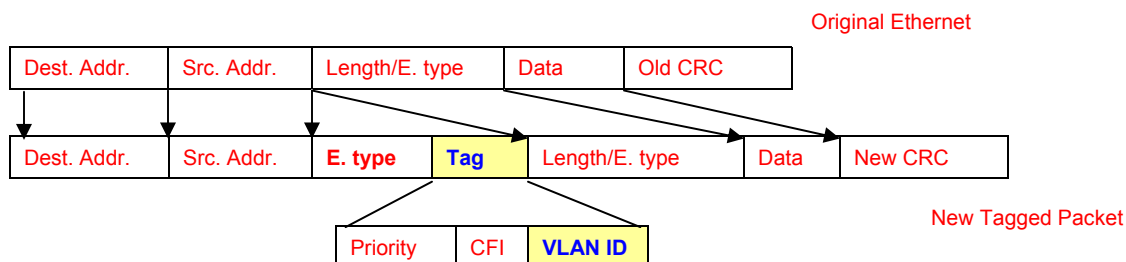 Original Ethernet
Dest. Addr. Src. Addr. Length/E. type Data Old CRC
Dest. Addr. Src. Addr. E. type Tag Length/E. type Data New CRC
New Tagged Packet
Priority CFI VLAN ID